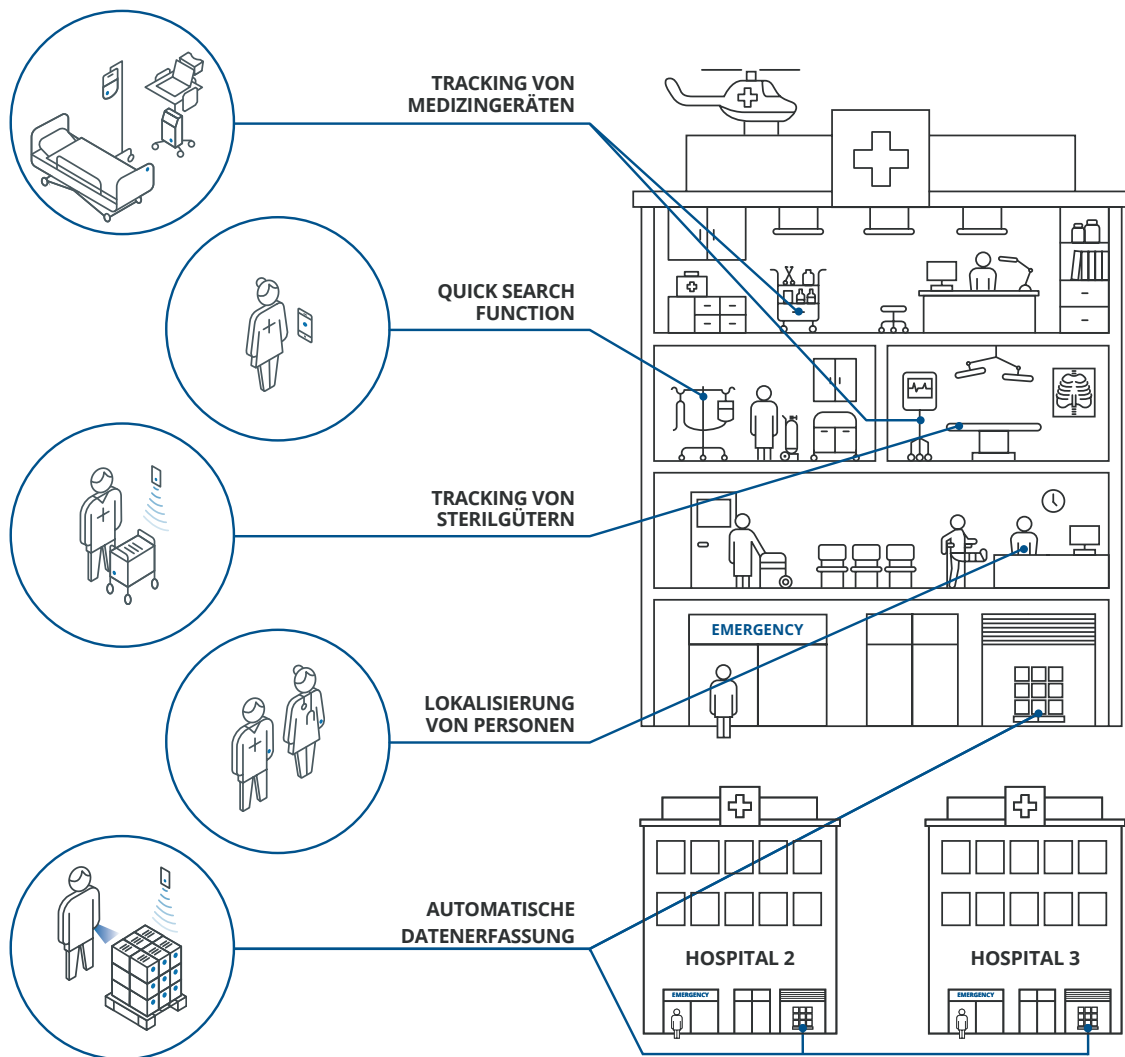 TRACKING VON
MEDIZINGERÄTEN
QUICK SEARCH
FUNCTION
TRACKING VON
STERILGÜTERN
EMERGENCY
LOKALISIERUNG
VON PERSONEN
AUTOMATISCHE
DATENERFASSUNG
HOSPITAL 2
EMERGENCY
HOSPITAL 3
EMERGENCY